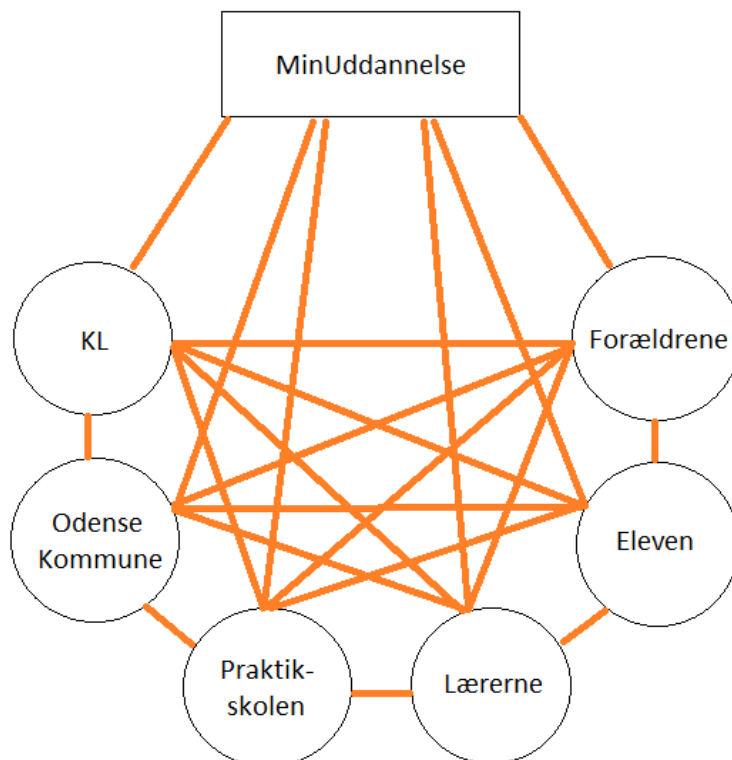 MinUddannelse
KL
Forældrene
Odense
Kommune
Eleven
Praktik-
skolen
Lærerne